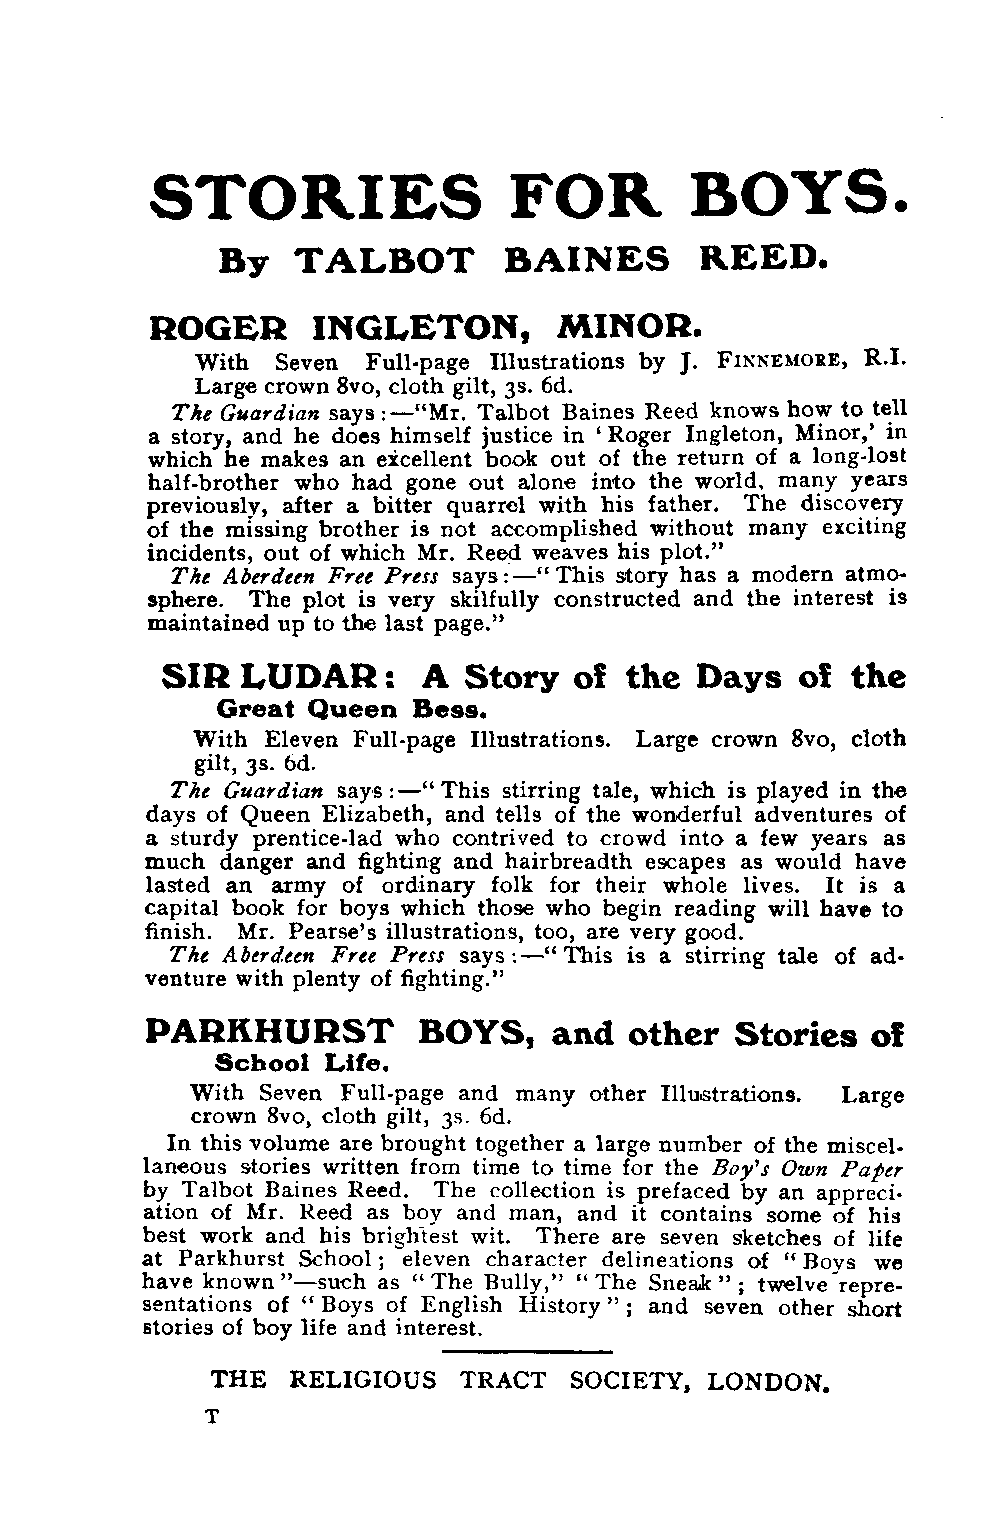 STORIES FOR BOYS.
By TALBOT BAINES REED.
ROGER INGLETON, MINOR.
With Seven Full-page Illustrations by J. FINNEMORE, R.I.
Large crown 8vo, cloth gilt, 3s. 6d.
The Guardian says:—"Mr. Talbot Baines Reed knows how to tell
a story, and he does himself justice in 'Roger Ingleton, Minor,' in
which he makes an excellent book out of the return of a long-lost
half-brother who had gone out alone into the world, many years
previously, after a bitter quarrel with his father. The discovery
of the missing brother is not accomplished without many exciting
incidents, out of which Mr. Reed weaves his plot."
The Aberdeen Free Press says:—"This story has a modern atmo-
sphere. The plot is very skilfully constructed and the interest is
maintained up to the last page."
SIR LUDAR: A Story of the Days of the
Great Queen Bess.
With Eleven Full-page Illustrations. Large crown 8vo, cloth
gilt, 3s. 6d.
The Guardian says:—"This stirring tale, which is played in the
days of Queen Elizabeth, and tells of the wonderful adventures of
a sturdy prentice-lad who contrived to crowd into a few years as
much danger and fighting and hairbreadth escapes as would have
lasted an army of ordinary folk for their whole lives. It is a
capital book for boys which those who begin reading will have to
finish. Mr. Pearse's illustrations, too, are very good.
The Aberdeen Free Press says:—"This is a stirring tale of ad-
venture with plenty of fighting."
PARKHURST BOYS, and other Stories of
School Life.
With Seven Full-page and many other Illustrations. Large
crown 8vo, cloth gilt, 3s. 6d.
In this volume are brought together a large number of the miscel-
laneous stories written from time to time for the Boy's Own Paper
by Talbot Baines Reed. The collection is prefaced by an appreci-
ation of Mr. Reed as boy and man, and it contains some of his
best work and his brightest wit. There are seven sketches of life
at Parkhurst School; eleven character delineations of "Boys we
have known"—such as "The Bully," "The Sneak"; twelve repre-
sentations of "Boys of English History"; and seven other short
stories of boy life and interest.
THE RELIGIOUS TRACT SOCIETY, LONDON.
T